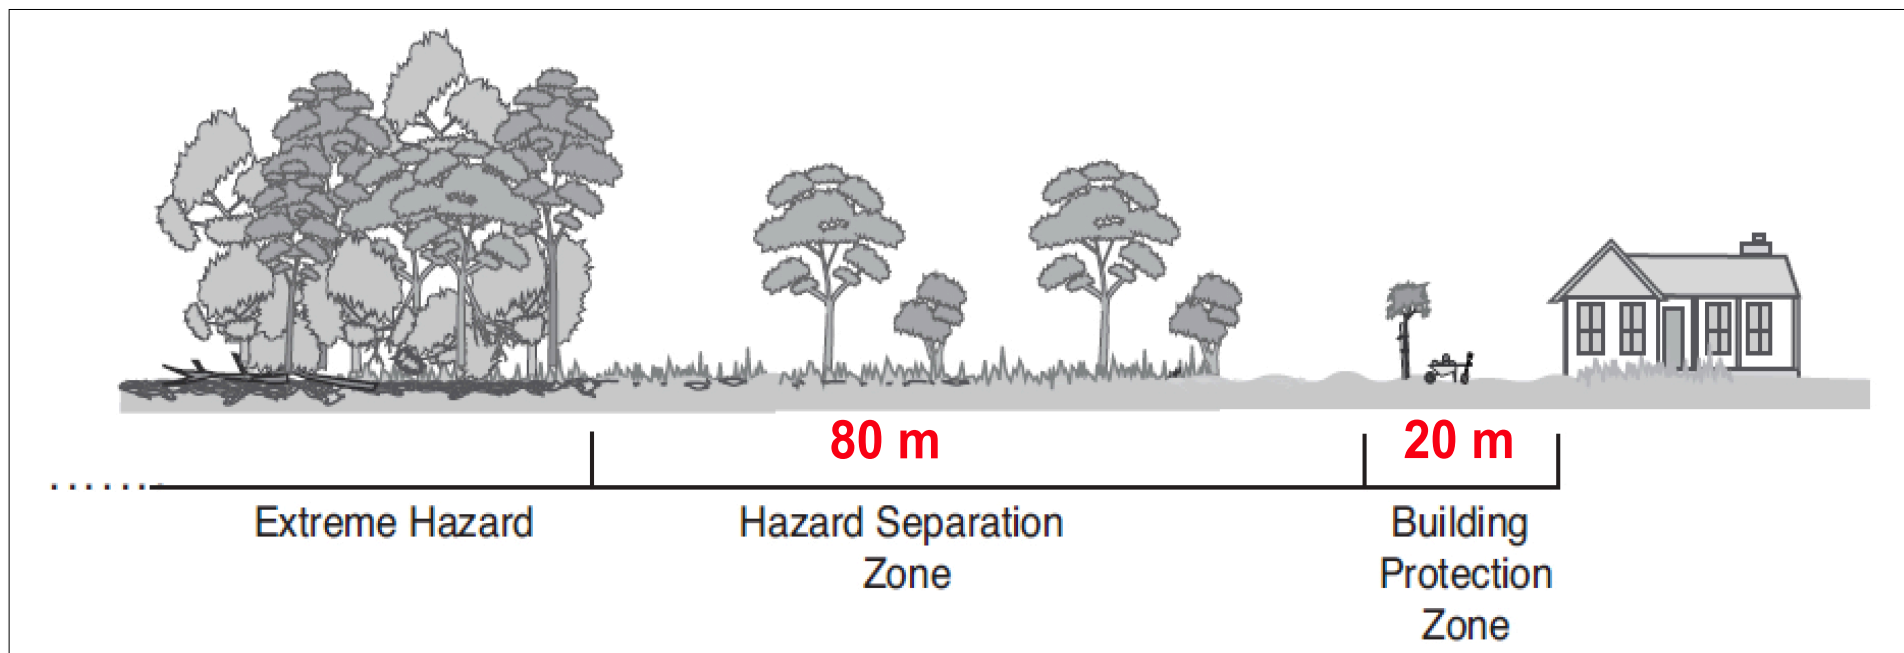 80 m
20 m
Extreme Hazard
Hazard Separation
Zone
Building
Protection
Zone